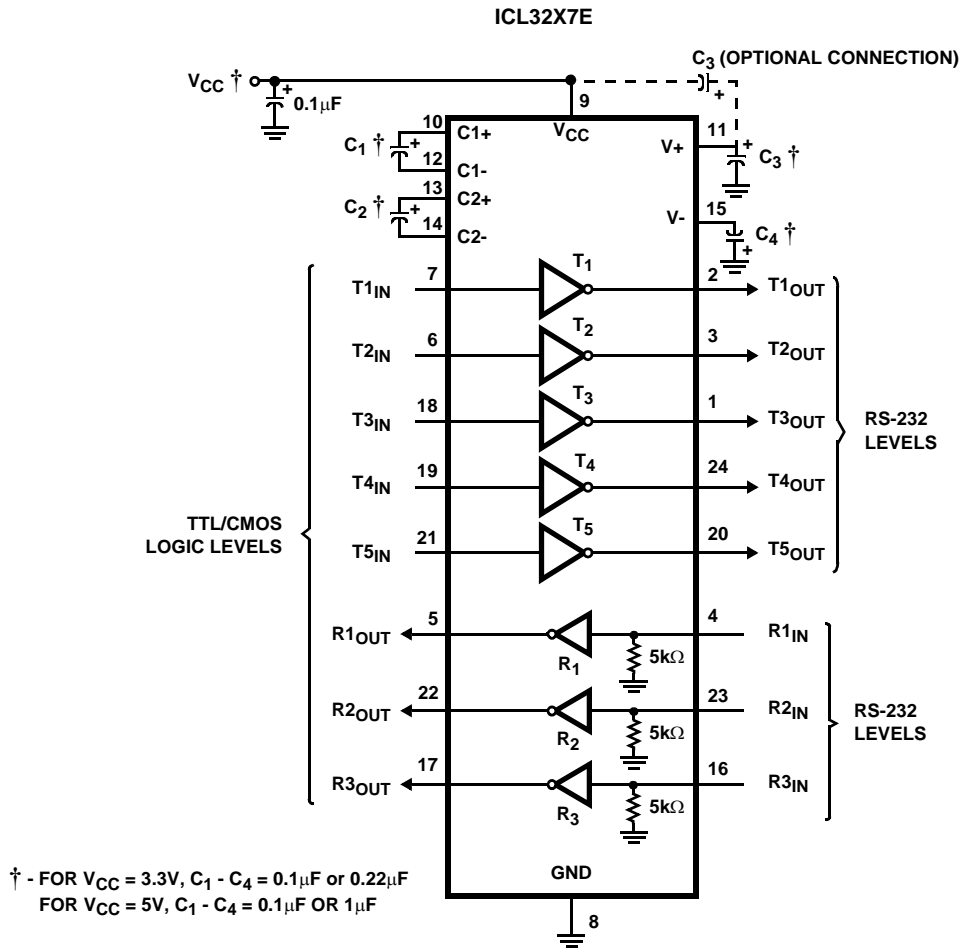 ICL32X7E
C3 (OPTIONAL CONNECTION)
VCC †
+
0.1μF
+
9
VCC
10
C1+
C1 †
+
12
C1-
13
C2+
C2 †
+
14
C2-
11
V+
+
C3 †
15
V-
C4 †
+
T1IN
7
T1
2
T1OUT
T2IN
6
T2
3
T2OUT
T3IN
18
T3
1
T3OUT
T4IN
19
T4
24
T4OUT
T5IN
21
T5
20
T5OUT
RS-232
LEVELS
TTL/CMOS
LOGIC LEVELS
R1OUT
5
R1
5kΩ
4
R1IN
R2OUT
22
R2
5kΩ
23
R2IN
R3OUT
17
R3
5kΩ
16
R3IN
RS-232
LEVELS
GND
8
† - FOR VCC = 3.3V, C1 - C4 = 0.1μF or 0.22μF
FOR VCC = 5V, C1 - C4 = 0.1μF OR 1μF